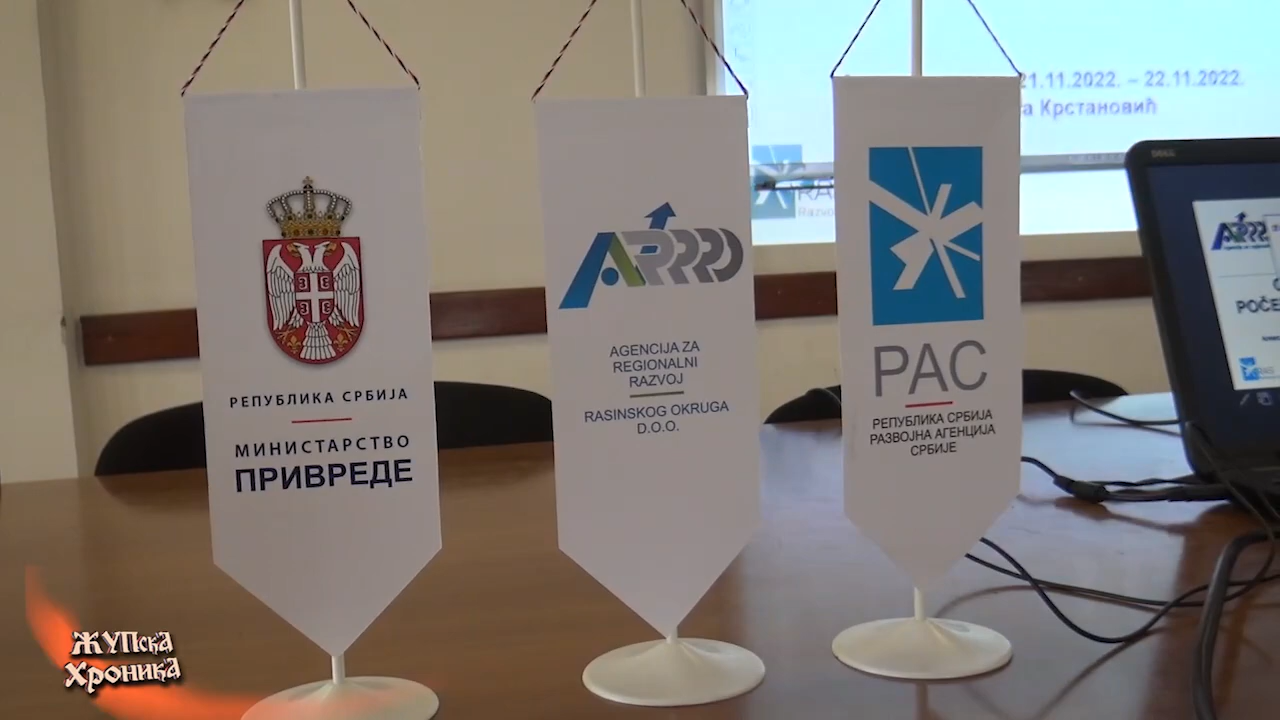 РЕПУБЛИКА СРБИЈА
МИНИСТАРСТВО
ПРИВРЕДЕ
ARRRO
AGENCIJA ZA
REGIONALNI
RAZVOJ
RASINSKOG OKRUGA
D.O.O.
РАС
РЕПУБЛИКА СРБИЈА
РАЗВОЈНА АГЕНЦИЈА
СРБИЈЕ
21.11.2022. – 22.11.2022.
Крстановић
DELL
ЖУПска
Хроника